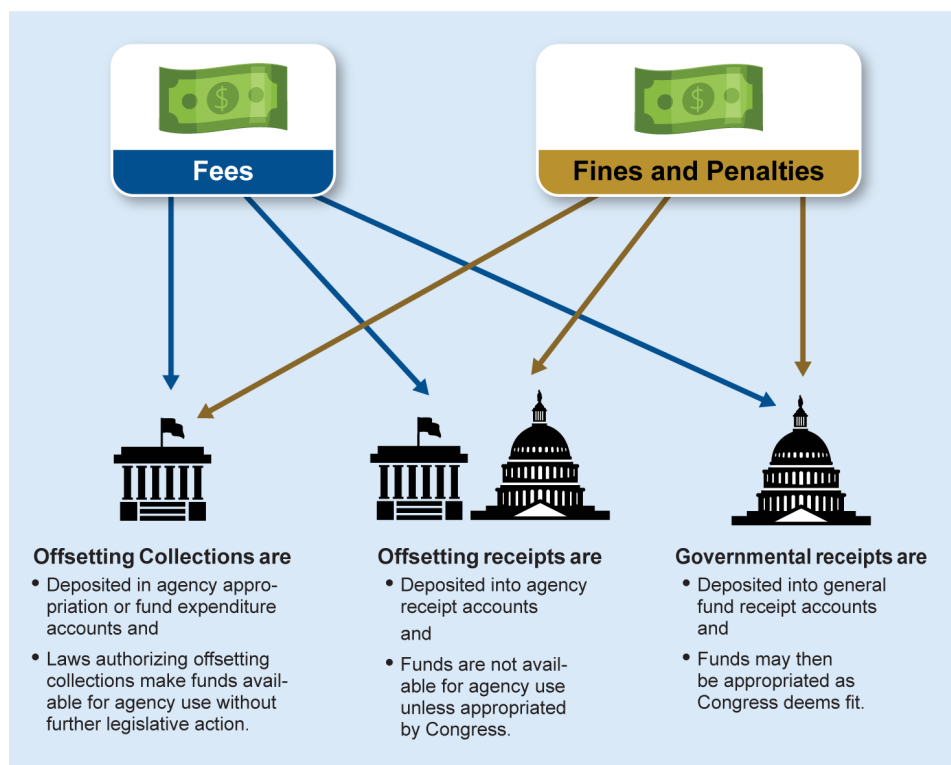 $
Fees
$
Fines and Penalties
Offsetting Collections are
• Deposited in agency appro-
priation or fund expenditure
accounts and
• Laws authorizing offsetting
collections make funds avail-
able for agency use without
further legislative action.
Offsetting receipts are
• Deposited into agency
receipt accounts
and
• Funds are not avail-
able for agency use
unless appropriated
by Congress.
Governmental receipts are
• Deposited into general
fund receipt accounts
and
• Funds may then
be appropriated as
Congress deems fit.